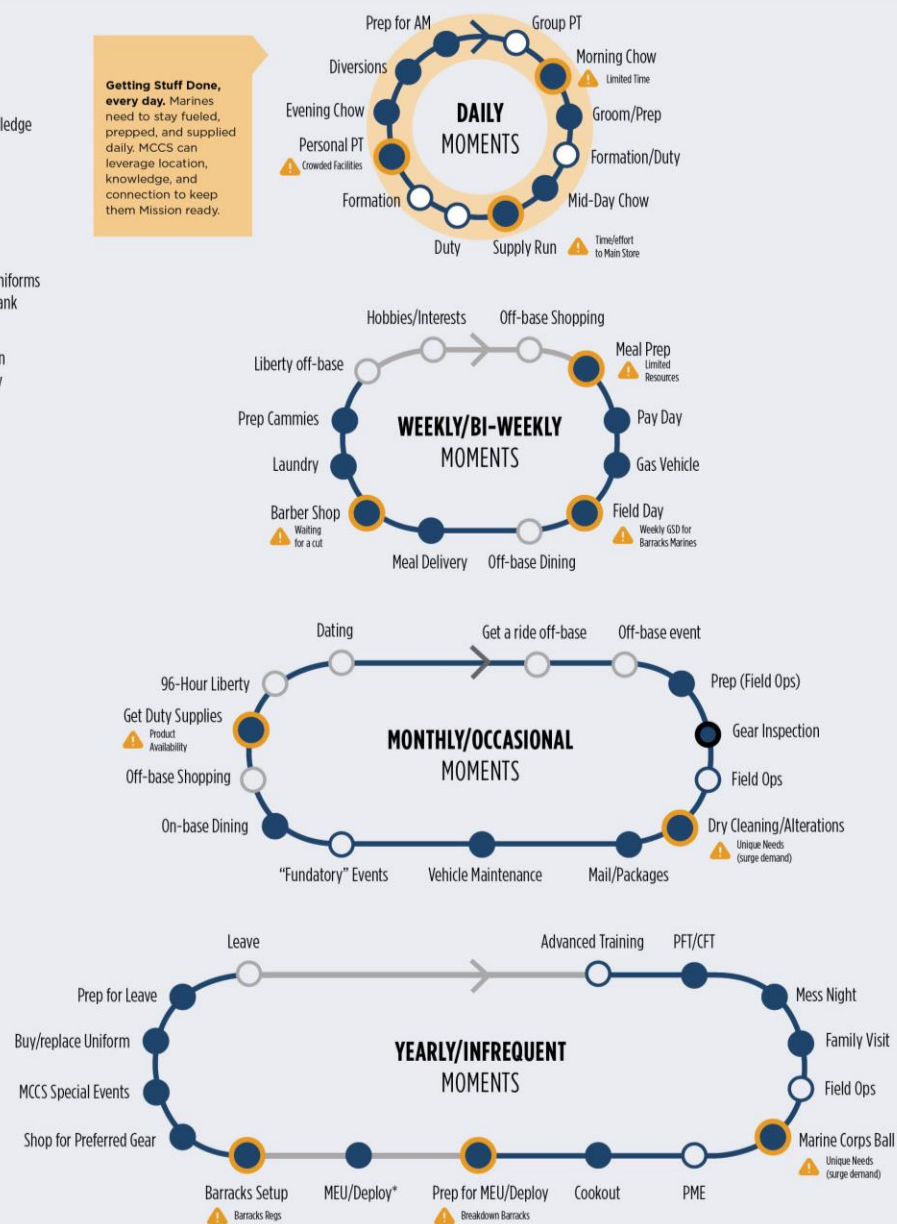 Getting Stuff Done,
every day. Marines
need to stay fueled,
prepped, and supplied
daily. MCCS can
leverage location,
knowledge, and
connection to keep
them Mission ready.
DAILY
MOMENTS
Prep for AM
Group PT
Morning Chow
Limited Time
Groom/Prep
Formation/Duty
Mid-Day Chow
Supply Run
Time/effort
to Main Store
Duty
Formation
Personal PT
Crowded Facilities
Evening Chow
Diversions
WEEKLY/BI-WEEKLY
MOMENTS
Hobbies/Interests
Off-base Shopping
Meal Prep
Limited
Resources
Pay Day
Gas Vehicle
Field Day
Weekly GSD for
Barracks Marines
Off-base Dining
Meal Delivery
Barber Shop
Waiting
for a cut
Laundry
Prep Cammies
Liberty off-base
MONTHLY/OCCASIONAL
MOMENTS
Dating
Get a ride off-base
Off-base event
Prep (Field Ops)
Gear Inspection
Field Ops
Dry Cleaning/Alterations
Unique Needs
(surge demand)
Mail/Packages
Vehicle Maintenance
“Fundatory” Events
On-base Dining
Off-base Shopping
Get Duty Supplies
Product
Availability
96-Hour Liberty
YEARLY/INFREQUENT
MOMENTS
Leave
Advanced Training
PFT/CFT
Mess Night
Family Visit
Field Ops
Marine Corps Ball
Unique Needs
(surge demand)
PME
Cookout
Prep for MEU/Deploy
Breakdown Barracks
MEU/Deploy*
Barracks Setup
Barracks Regs
Shop for Preferred Gear
MCCS Special Events
Buy/replace Uniform
Prep for Leave